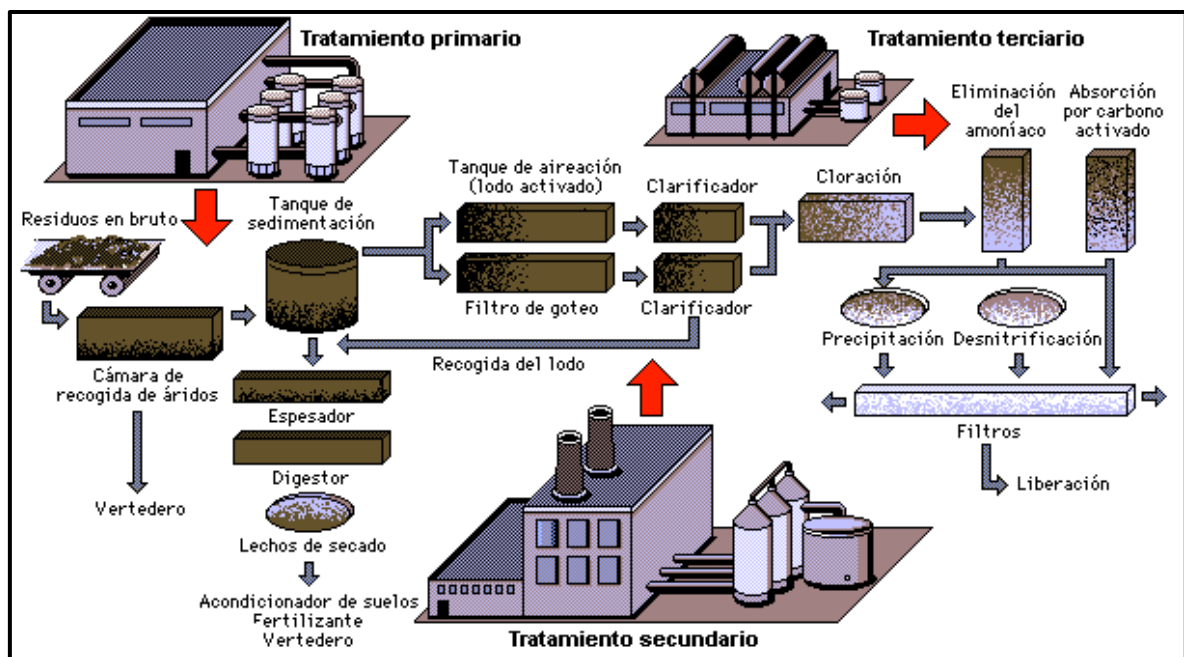 Tratamiento primario
Tratamiento terciario
Eliminación
del
amoníaco
Absorción
por carbono
activado
Residuos en bruto
Tanque de
sedimentación
Tanque de aireación
(lodo activado)
Clarificador
Cloración
Filtro de goteo
Clarificador
Cámara de
recogida de áridos
Recogida del lodo
Precipitación
Desnitrificación
Espesador
Filtros
Digestor
Vertedero
Liberación
Lechos de secado
Acondicionador de suelos
Fertilizante
Vertedero
Tratamiento secundario